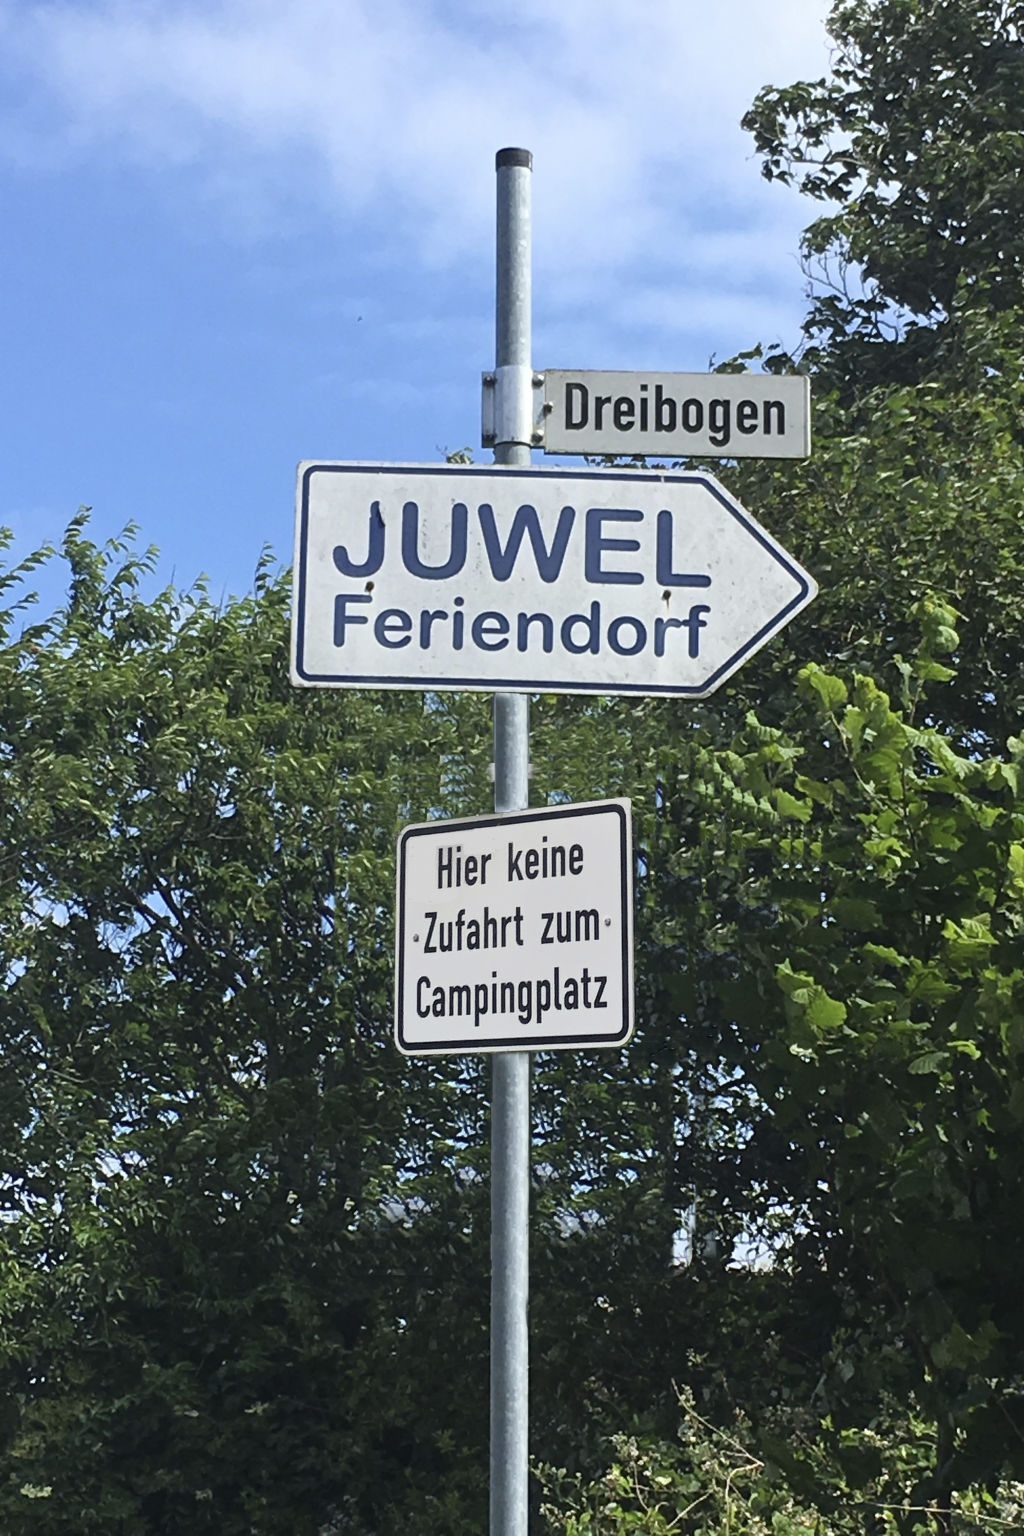 Dreibogen
JUWEL
Feriendorf
Hier keine
Zufahrt zum
Campingplatz